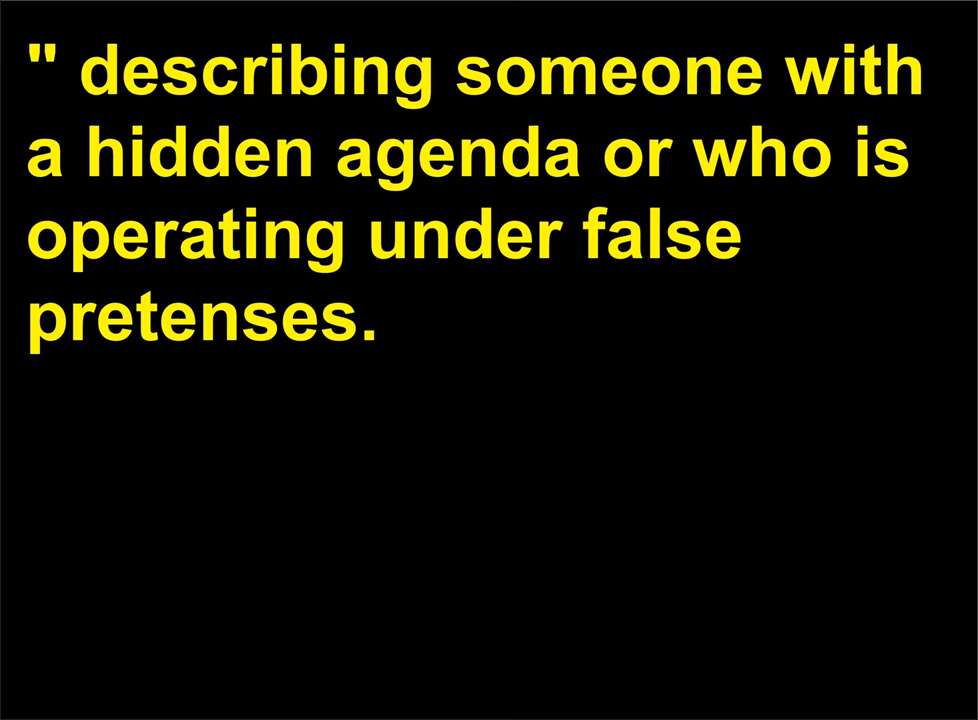 " describing someone with
a hidden agenda or who is
operating under false
pretenses.